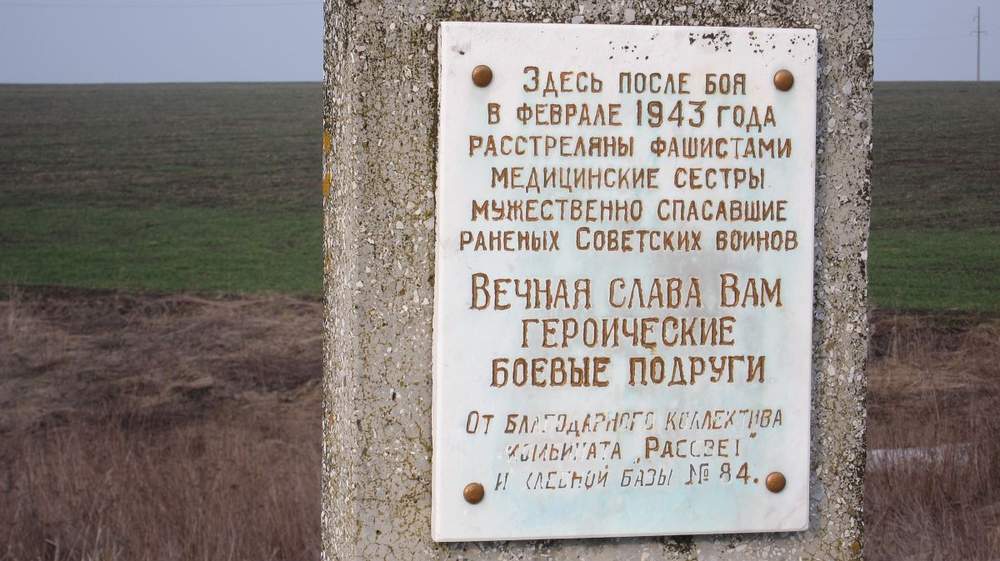 Здесь после боя
в феврале 1943 года
расстреляны фашистами
медицинские сестры
мужественно спасавшие
раненых Советских воинов
Вечная слава Вам
героические
боевые подруги
От благодарного коллектива
комбината „Рассвет"
и хлебной базы № 84.